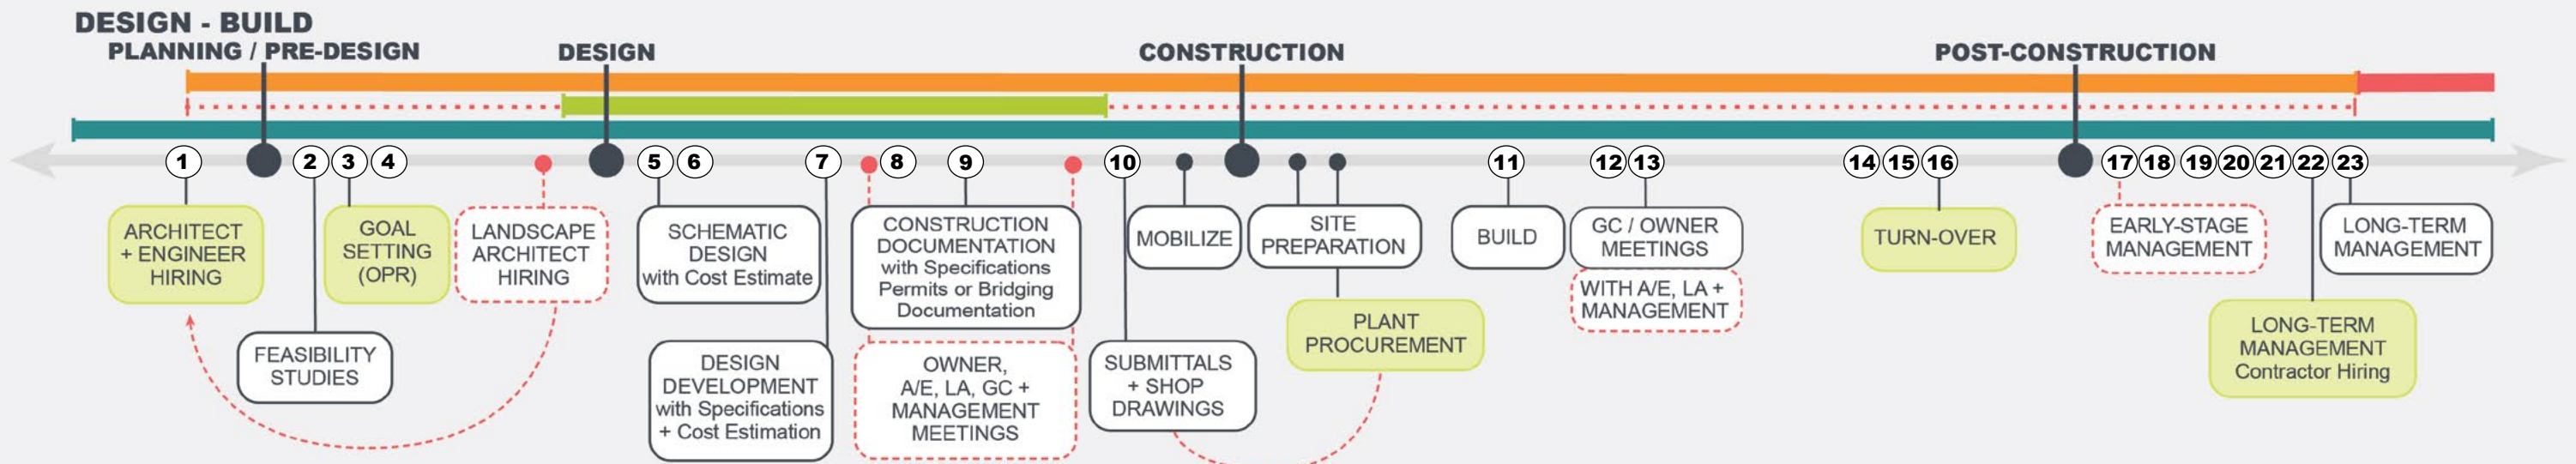 DESIGN - BUILD
PLANNING / PRE-DESIGN
DESIGN
CONSTRUCTION
POST-CONSTRUCTION
1
2
3
4
5
6
7
8
9
10
11
12
13
14
15
16
17
18
19
20
21
22
23
ARCHITECT
+ ENGINEER
HIRING
FEASIBILITY
STUDIES
GOAL
SETTING
(OPR)
LANDSCAPE
ARCHITECT
HIRING
SCHEMATIC
DESIGN
with Cost Estimate
DESIGN
DEVELOPMENT
with Specifications
+ Cost Estimation
CONSTRUCTION
DOCUMENTATION
with Specifications
Permits or Bridging
Documentation
OWNER,
A/E, LA, GC +
MANAGEMENT
MEETINGS
SUBMITTALS
+ SHOP
DRAWINGS
MOBILIZE
SITE
PREPARATION
PLANT
PROCUREMENT
BUILD
GC / OWNER
MEETINGS
WITH A/E, LA +
MANAGEMENT
TURN-OVER
EARLY-STAGE
MANAGEMENT
LONG-TERM
MANAGEMENT
Contractor Hiring
LONG-TERM
MANAGEMENT